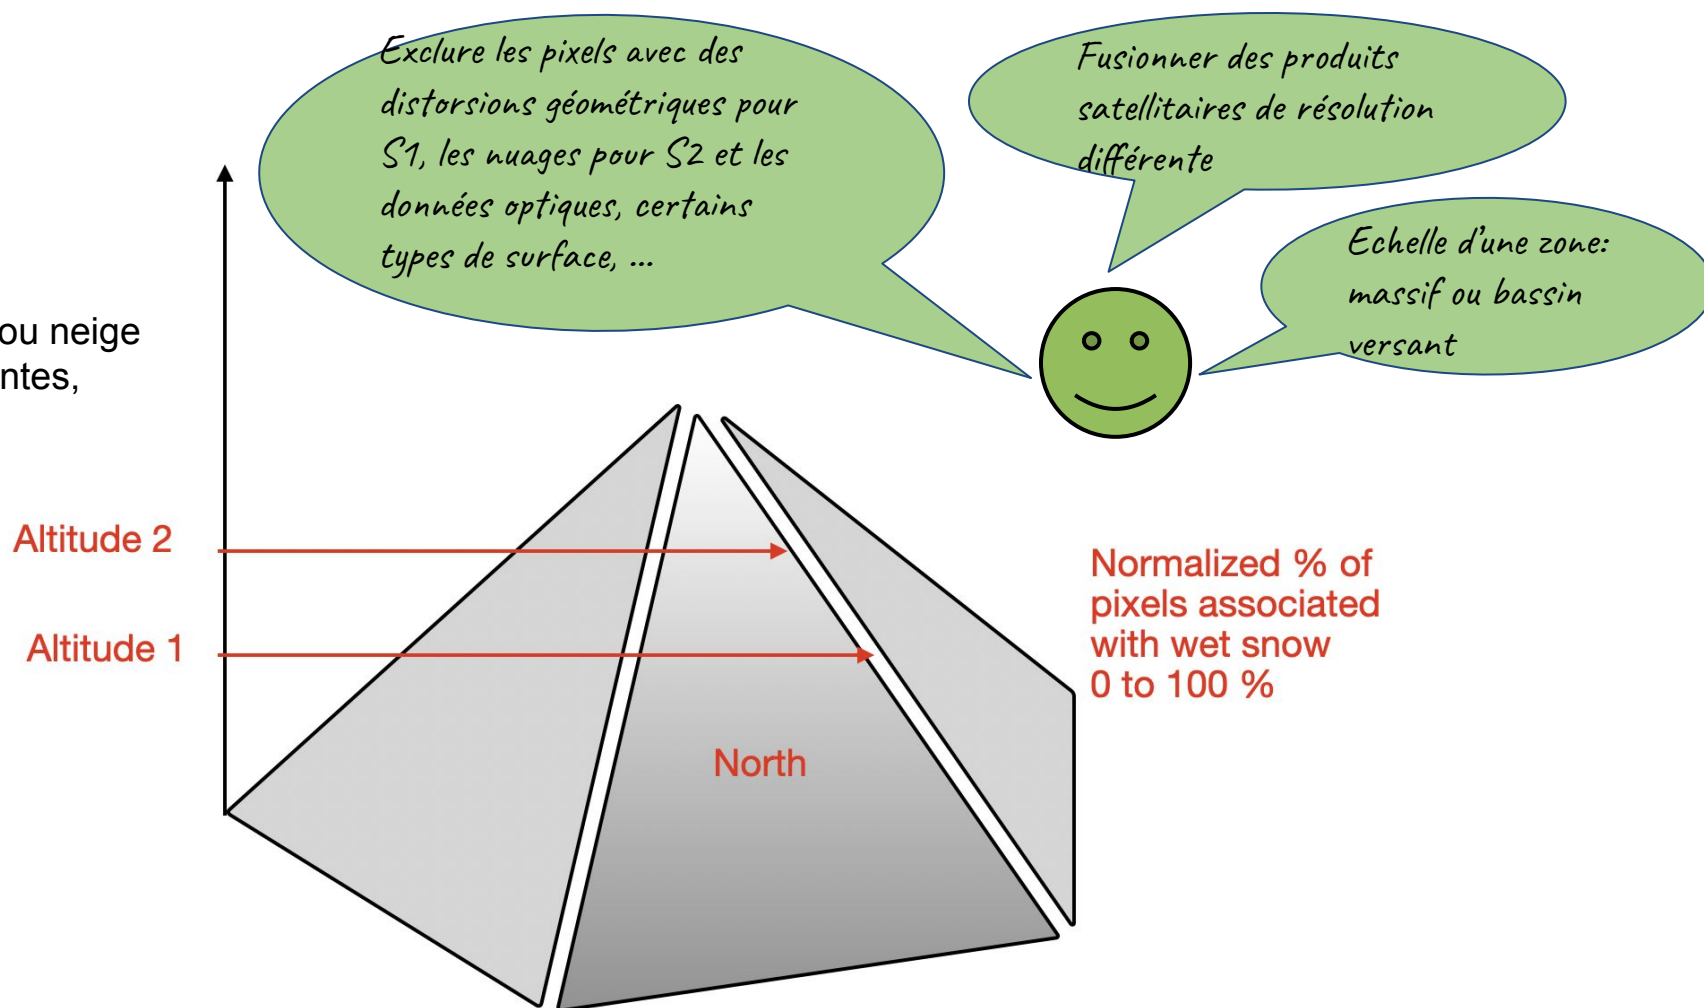 Exclure les pixels avec des
distorsions géométriques pour
S1, les nuages pour S2 et les
données optiques, certains
types de surface, ...
Fusionner des produits
satellitaires de résolution
différente
Echelle d'une zone:
massif ou bassin
versant
ou neige
ntes,
Altitude 2
Altitude 1
Normalized % of
pixels associated
with wet snow
0 to 100 %
North